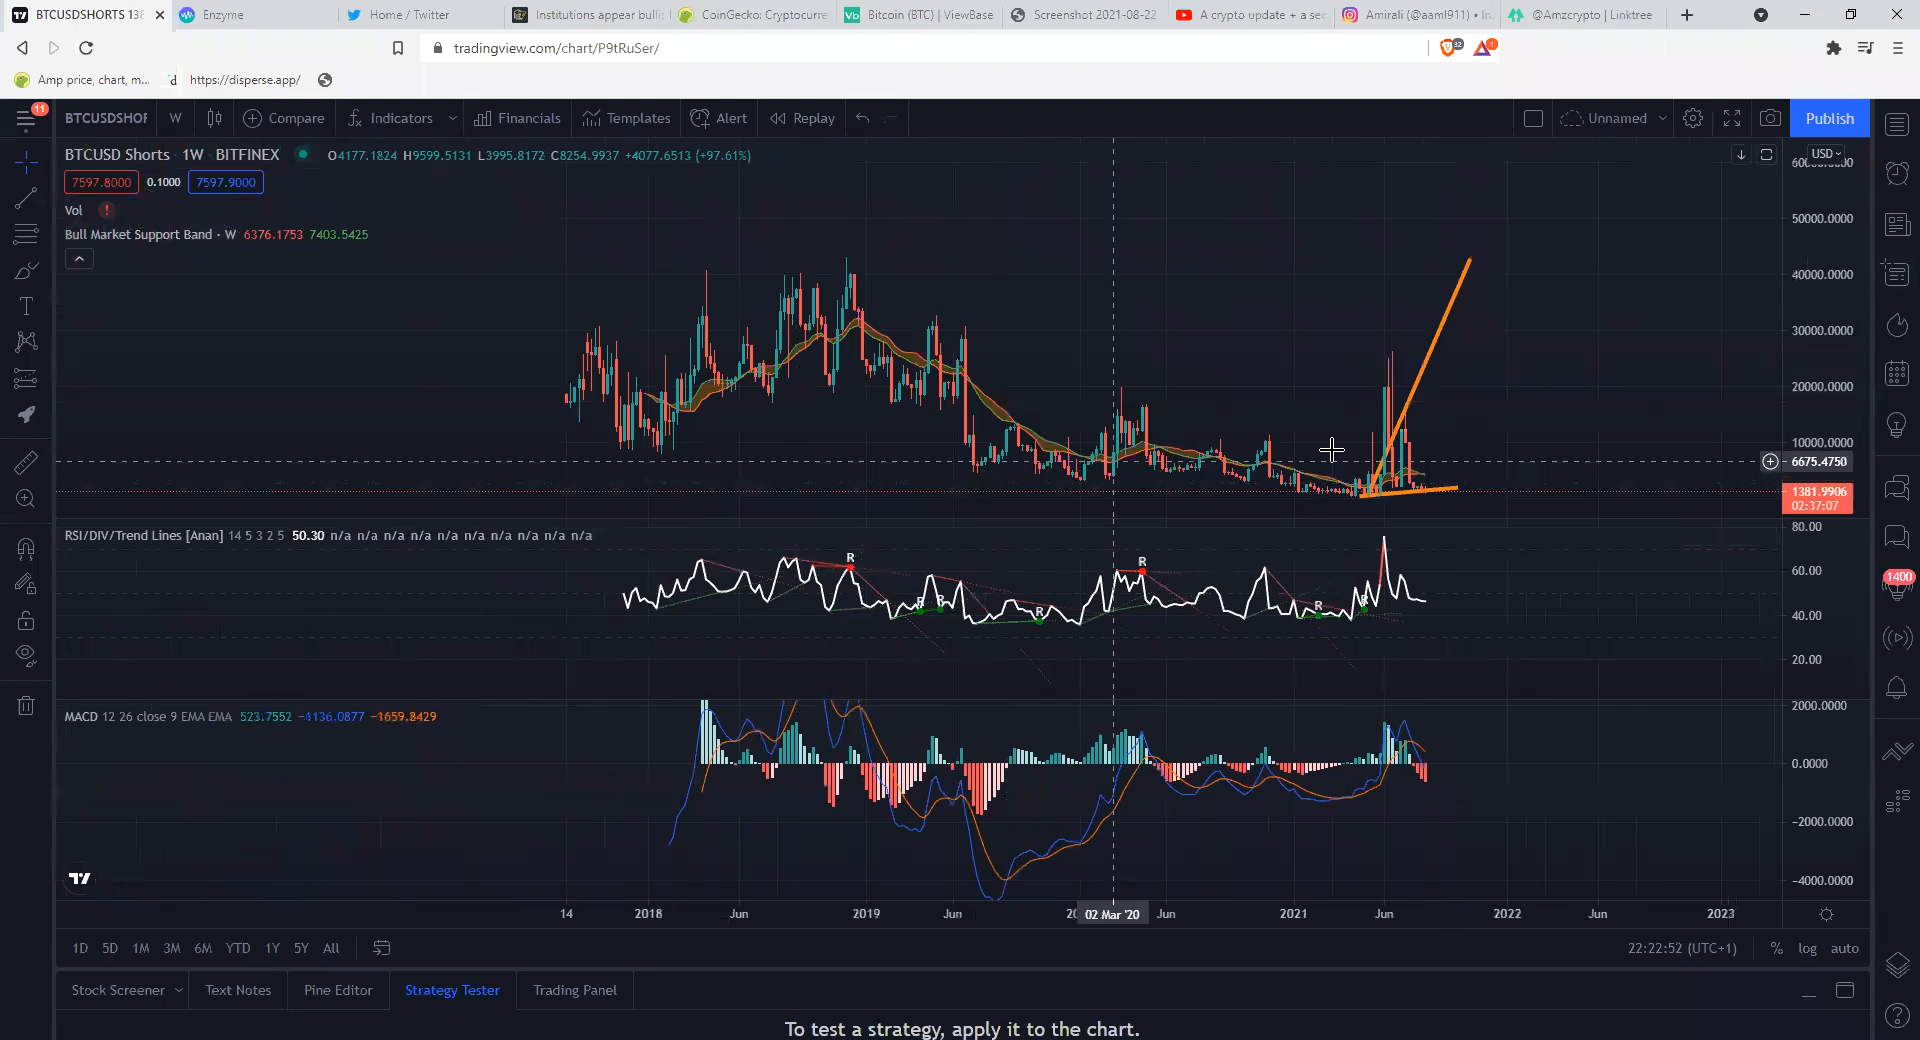 BTCUSDSHORTS 138 Enzyme Home / Twitter Institutions appear bullis CoinGecko: Cryptocurre Bitcoin (BTC) | ViewBase Screenshot 2021-08-22 A crypto update + a sec Amirali (@aaml911) • In @Amzcrypto | Linktree
tradingview.com/chart/P9tRuSer/ 32 1
Amp price, chart, m... d https://disperse.app/
11 BTCUSDSHOR W Compare Indicators Financials Templates Alert Replay Unnamed Publish
BTCUSD Shorts · 1W · BITFINEX O4177.1824 H9599.5131 L3995.8172 C8254.9937 +4077.6513 (+97.61%) USD
7597.8000 0.1000 7597.9000
Vol !
Bull Market Support Band · W 6376.1753 7403.5425
50000.0000
40000.0000
30000.0000
20000.0000
10000.0000
6675.4750
1381.9906
02:37:07
RSI/DIV/Trend Lines [Anan] 14 5 3 2 5 50.30 n/a n/a n/a n/a n/a n/a n/a n/a n/a n/a
80.00
60.00
40.00
20.00
R R R R R R R
1400
MACD 12 26 close 9 EMA EMA 523.7552 −1136.0877 −1659.8429
2000.0000
0.0000
−2000.0000
−4000.0000
14 2018 Jun 2019 Jun 02 Mar '20 Jun 2021 Jun 2022 Jun 2023
1D 5D 1M 3M 6M YTD 1Y 5Y All 22:22:52 (UTC+1) % log auto
Stock Screener Text Notes Pine Editor Strategy Tester Trading Panel
To test a strategy, apply it to the chart.